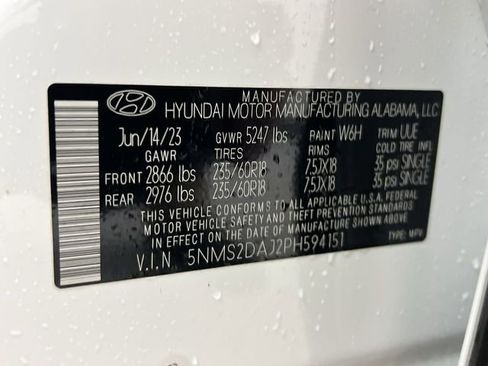 MANUFACTURED BY
HYUNDAI MOTOR MANUFACTURING ALABAMA, LLC
Jun/14/23 GVWR 5247 lbs PAINT W6H TRIM UUE
GAWR TIRES RIMS COLD TIRE INFL.
FRONT 2866 lbs 235/60R18 7.5JX18 35 psi SINGLE
REAR 2976 lbs 235/60R18 7.5JX18 35 psi SINGLE
THIS VEHICLE CONFORMS TO ALL APPLICABLE U.S.A. FEDERAL
MOTOR VEHICLE SAFETY AND THEFT PREVENTION STANDARDS
IN EFFECT ON THE DATE OF MANUFACTURE SHOWN ABOVE.
V.I.N 5NMS2DAJ2PH594151 TYPE: MPV